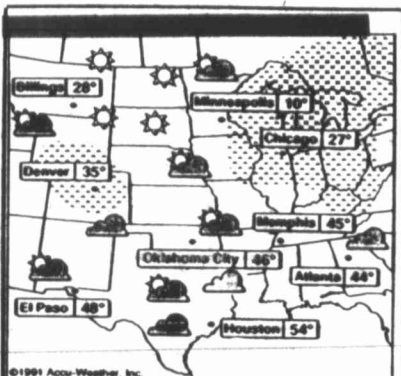 Billings 28°
Minneapolis 10°
Chicago 27°
Denver 35°
Memphis 45°
Oklahoma City 46°
Atlanta 44°
El Paso 48°
Houston 54°
©1991 Accu-Weather, Inc.